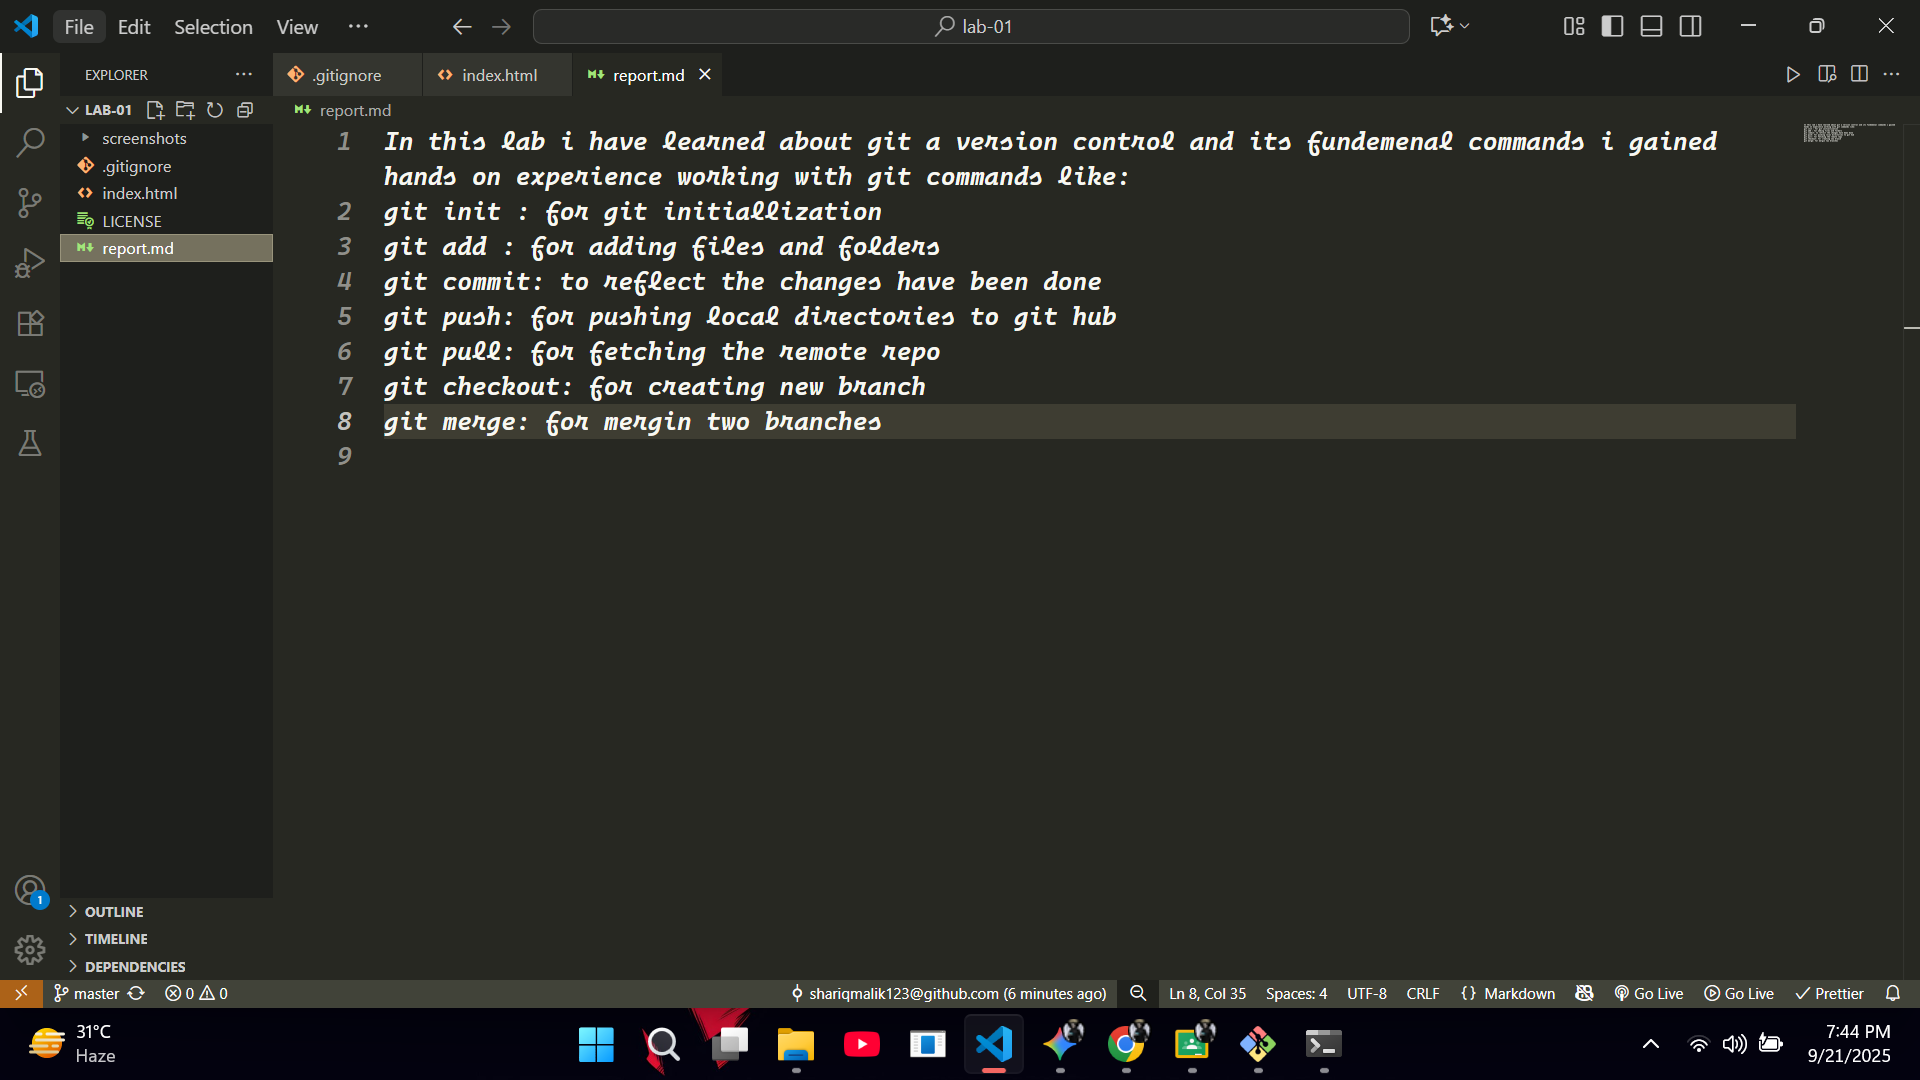 File Edit Selection View ··· lab-01
EXPLORER ···
.gitignore index.html report.md
LAB-01
report.md
screenshots
.gitignore
index.html
LICENSE
report.md
1 In this lab i have learned about git a version control and its fundemenal commands i gained
hands on experience working with git commands like:
2 git init : for git initiallization
3 git add : for adding files and folders
4 git commit: to reflect the changes have been done
5 git push: for pushing local directories to git hub
6 git pull: for fetching the remote repo
7 git checkout: for creating new branch
8 git merge: for mergin two branches
9
1
OUTLINE
TIMELINE
DEPENDENCIES
master 0 0 shariqmalik123@github.com (6 minutes ago) Ln 8, Col 35 Spaces: 4 UTF-8 CRLF {} Markdown Go Live Go Live Prettier
31°C
Haze
7:44 PM
9/21/2025